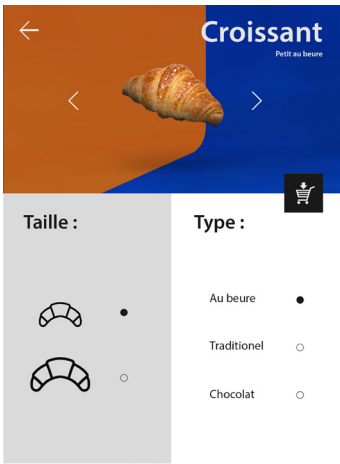 Croissant
Petit au beure
Taille :
Type :
Au beure
Traditionel
Chocolat